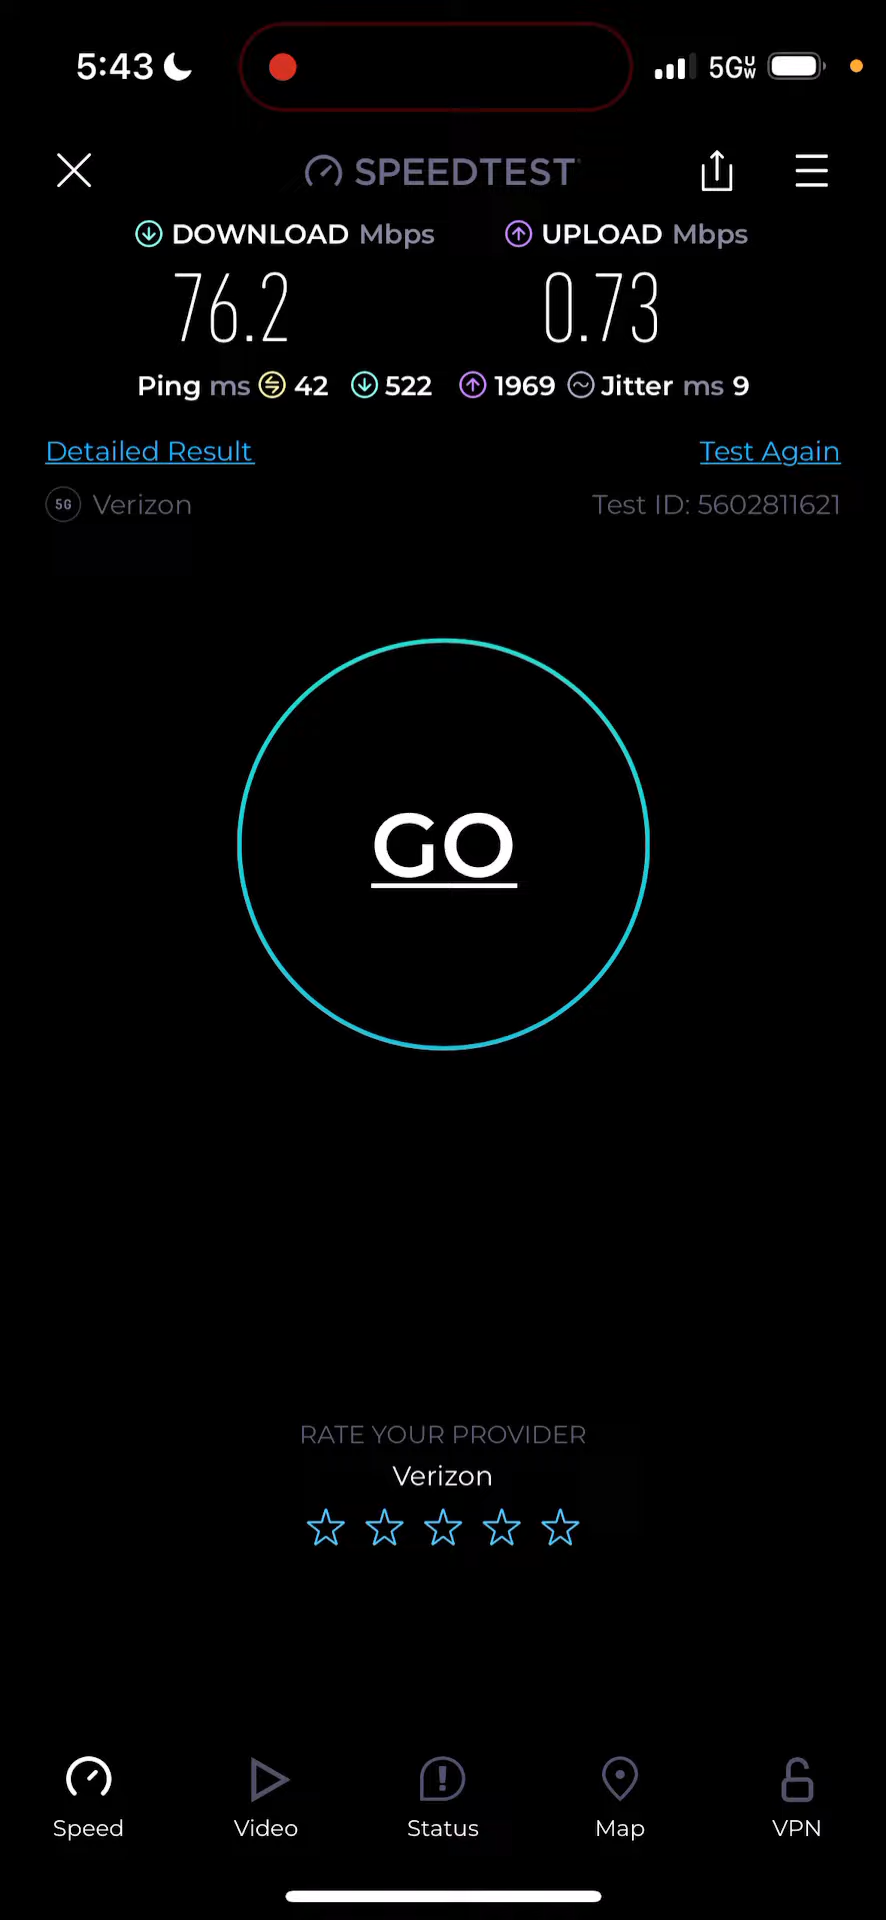 5:43 5G UW
SPEEDTEST
DOWNLOAD Mbps UPLOAD Mbps
76.2 0.73
Ping ms 42 522 1969 Jitter ms 9
Detailed Result Test Again
5G Verizon Test ID: 5602811621
GO
RATE YOUR PROVIDER
Verizon
Speed Video Status Map VPN